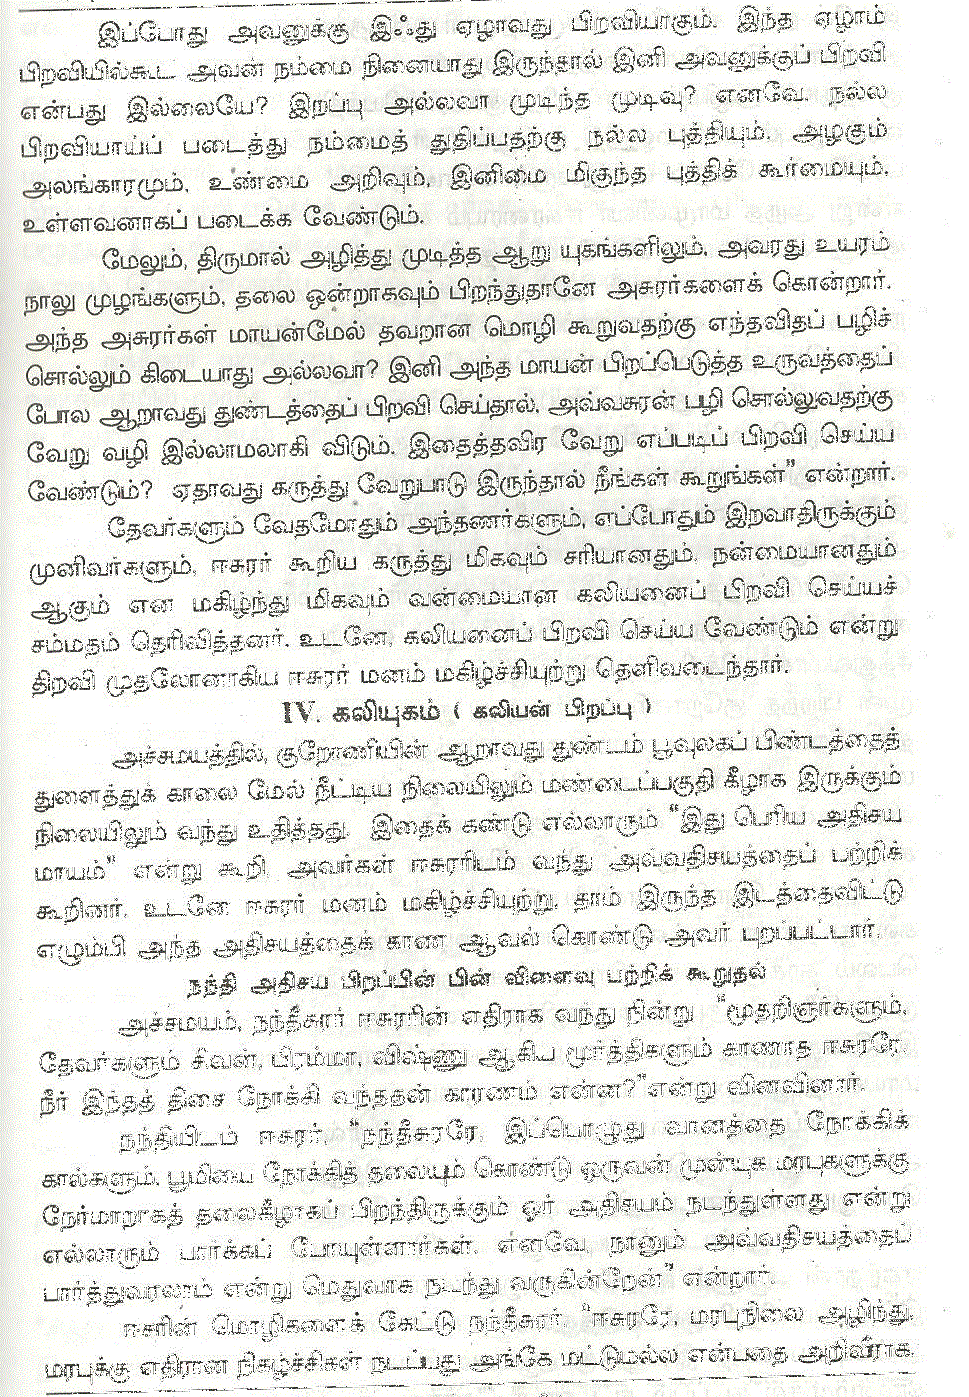 இப்போது அவனுக்கு இஃது ஏழாவது பிறவியாகும். இந்த ஏழாம்
பிறவியில்கூட அவன் நம்மை நினையாது இருந்தால் இனி அவனுக்குப் பிறவி
என்பது இல்லையே? இறப்பு அல்லவா முடிந்த முடிவு? எனவே, நல்ல
பிறவியாய்ப் படைத்து நம்மைத் துதிப்பதற்கு நல்ல புத்தியும், அழகும்
அலங்காரமும், உண்மை அறிவும், இனிமை மிகுந்த புத்திக் கூர்மையும்,
உள்ளவனாகப் படைக்க வேண்டும்.
மேலும், திருமால் அழித்து முடித்த ஆறு யுகங்களிலும், அவரது உயரம்
நாலு முழங்களும், தலை ஒன்றாகவும் பிறந்துதானே அசுரர்களைக் கொன்றார்.
அந்த அசுரர்கள் மாயன்மேல் தவறான மொழி கூறுவதற்கு எந்தவிதப் பழிச்
சொல்லும் கிடையாது அல்லவா? இனி அந்த மாயன் பிறப்பெடுத்த உருவத்தைப்
போல ஆறாவது துண்டத்தைப் பிறவி செய்தால், அவ்வசுரன் பழி சொல்லுவதற்கு
வேறு வழி இல்லாமலாகி விடும். இதைத்தவிர வேறு எப்படிப் பிறவி செய்ய
வேண்டும்? ஏதாவது கருத்து வேறுபாடு இருந்தால் நீங்கள் கூறுங்கள்” என்றார்.
தேவர்களும் வேதமோதும் அந்தணர்களும், எப்போதும் இறவாதிருக்கும்
முனிவர்களும், ஈசுரர் கூறிய கருத்து மிகவும் சரியானதும், நன்மையானதும்
ஆகும் என மகிழ்ந்து மிகவும் வன்மையான கலியனைப் பிறவி செய்யச்
சம்மதம் தெரிவித்தனர். உடனே, கலியனைப் பிறவி செய்ய வேண்டும் என்று
திறவி முதலோனாகிய ஈசுரர் மனம் மகிழ்ச்சியுற்று தெளிவடைந்தார்.
IV. கலியுகம் ( கலியன் பிறப்பு )
அச்சமயத்தில், குறோணியின் ஆறாவது துண்டம் பூவுலகப் பிண்டத்தைத்
துளைத்துக் காலை மேல் நீட்டிய நிலையிலும் மண்டைப்பகுதி கீழாக இருக்கும்
நிலையிலும் வந்து உதித்தது. இதைக் கண்டு எல்லாரும் “இது பெரிய அதிசய
மாயம்” என்று கூறி, அவர்கள் ஈசுரரிடம் வந்து அவ்வதிசயத்தைப் பற்றிக்
கூறினர். உடனே ஈசுரர் மனம் மகிழ்ச்சியுற்று, தாம் இருந்த இடத்தைவிட்டு
எழும்பி அந்த அதிசயத்தைக் காண ஆவல் கொண்டு அவர் புறப்பட்டார்.
நந்தி அதிசய பிறப்பின் பின் விளைவு பற்றிக் கூறுதல்
அச்சமயம், நந்தீசுரர் ஈசுரரின் எதிராக வந்து நின்று “மூதறிஞர்களும்,
தேவர்களும் சிவன், பிரம்மா, விஷ்ணு ஆகிய மூர்த்திகளும் காணாத ஈசுரரே,
நீர் இந்தத் திசை நோக்கி வந்ததன் காரணம் என்ன?”என்று வினவினார்.
நந்தியிடம் ஈசுரர், “நந்தீசுரரே, இப்பொழுது வானத்தை நோக்கிக்
கால்களும், பூமியை நோக்கித் தலையும் கொண்டு ஒருவன் முன்யுக மரபுகளுக்கு
நேர்மாறாகத் தலைகீழாகப் பிறந்திருக்கும் ஓர் அதிசயம் நடந்துள்ளது என்று
எல்லாரும் பார்க்கப் போயுள்ளார்கள். எனவே, நானும் அவ்வதிசயத்தைப்
பார்த்துவரலாம் என்று மெதுவாக நடந்து வருகின்றேன்” என்றார்.
ஈசரின் மொழிகளைக் கேட்டு நந்தீசுரர், “ஈசுரரே, மரபுநிலை அழிந்து,
மரபுக்கு எதிரான நிகழ்ச்சிகள் நடப்பது அங்கே மட்டுமல்ல என்பதை அறிவீராக.